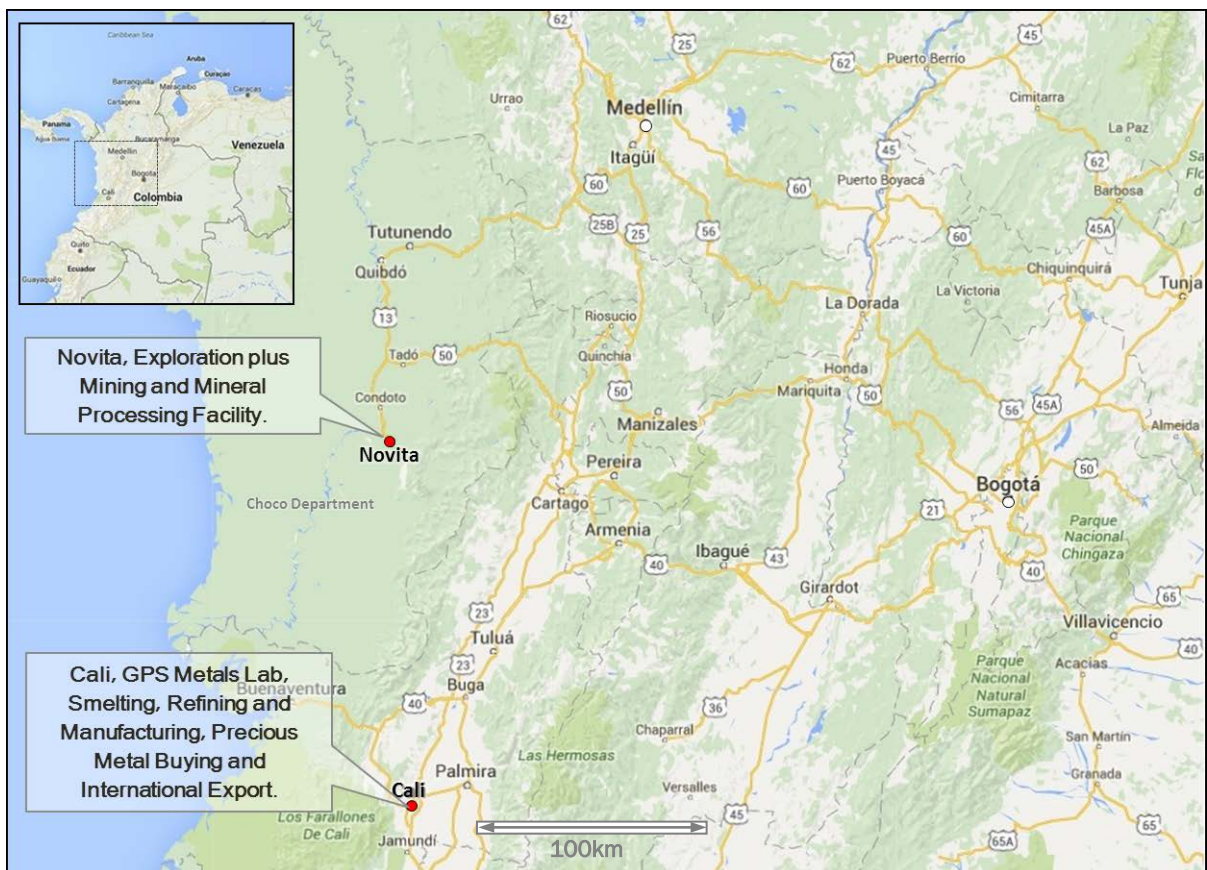 Caribbean Sea
Aruba
Curaçao
Barranquilla
Maracaibo
Caracas
Cartagena
Panama
Bucaramanga
Venezuela
Medellin
Bogota
Cali
Colombia
Quito
Ecuador
Guayaquil
62
25
45
62
Puerto Berrío
Urrao
Medellín
Cimitarra
La Paz
Itagüí
45
62
60
60
Puerto Boyacá
Barbosa
25B
25
56
45A
Tutunendo
60
Quibdó
Chiquinquirá
Tunja
La Victoria
La Dorada
13
Riosucio
Novita, Exploration plus
Mining and Mineral
Processing Facility.
Tadó
50
Quinchía
Honda
Condoto
50
Mariquita
50
56
45A
Manizales
Almeida
Novita
Pereira
50
Bogotá
Choco Department
Cartago
21
Parque
Nacional
Chingaza
Armenia
Ibagué
43
40
40
Girardot
65
23
Villavicencio
Tuluá
40
Cali, GPS Metals Lab,
Smelting, Refining and
Manufacturing, Precious
Metal Buying and
International Export.
23
Parque
Nacional
Natural
Sumapaz
Acacias
Buenaventura
40
Buga
36
Chaparral
San Martín
Las Hermosas
Palmira
Granada
Cali
Versalles
Los Farallones
De Cali
45
65
Jamundí
100km
65A